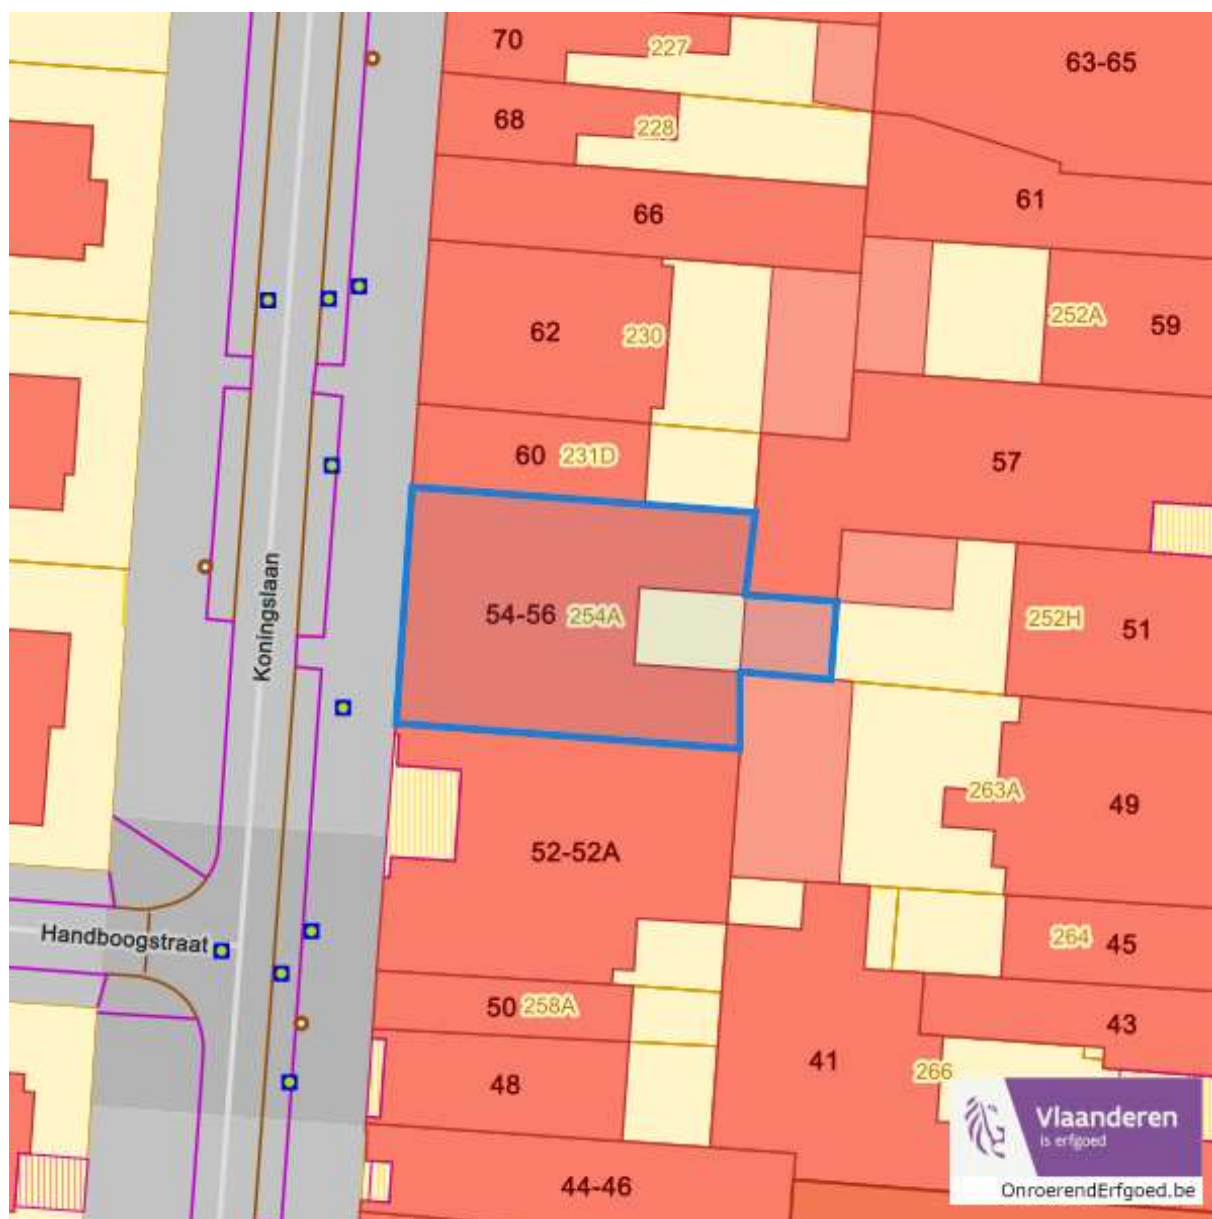 70
227
63-65
68
228
66
61
62
230
252A
59
60
231D
57
54-56
254A
252H
51
Koningslaan
263A
49
52-52A
Handboogstraat
264
45
50
258A
43
48
41
266
44-46
Vlaanderen
is erfgoed
OnroerendErfgoed.be